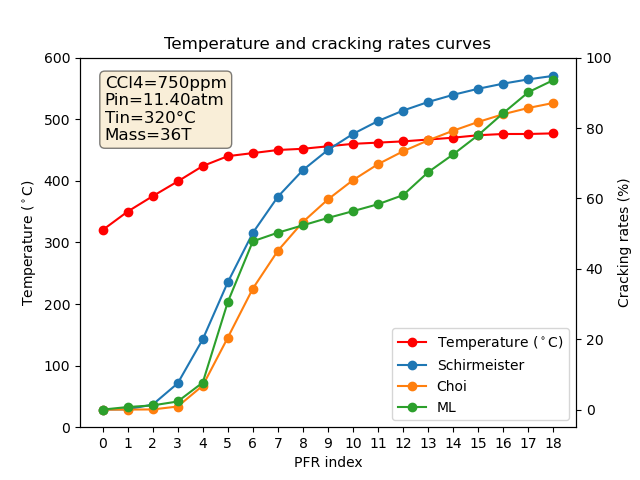 Temperature and cracking rates curves
CCl4=750ppm
Pin=11.40atm
Tin=320°C
Mass=36T
Temperature (°C)
600
500
400
300
200
100
0
100
80
60
40
20
0
Cracking rates (%)
Temperature (°C)
Schirmeister
Choi
ML
0 1 2 3 4 5 6 7 8 9 10 11 12 13 14 15 16 17 18
PFR index